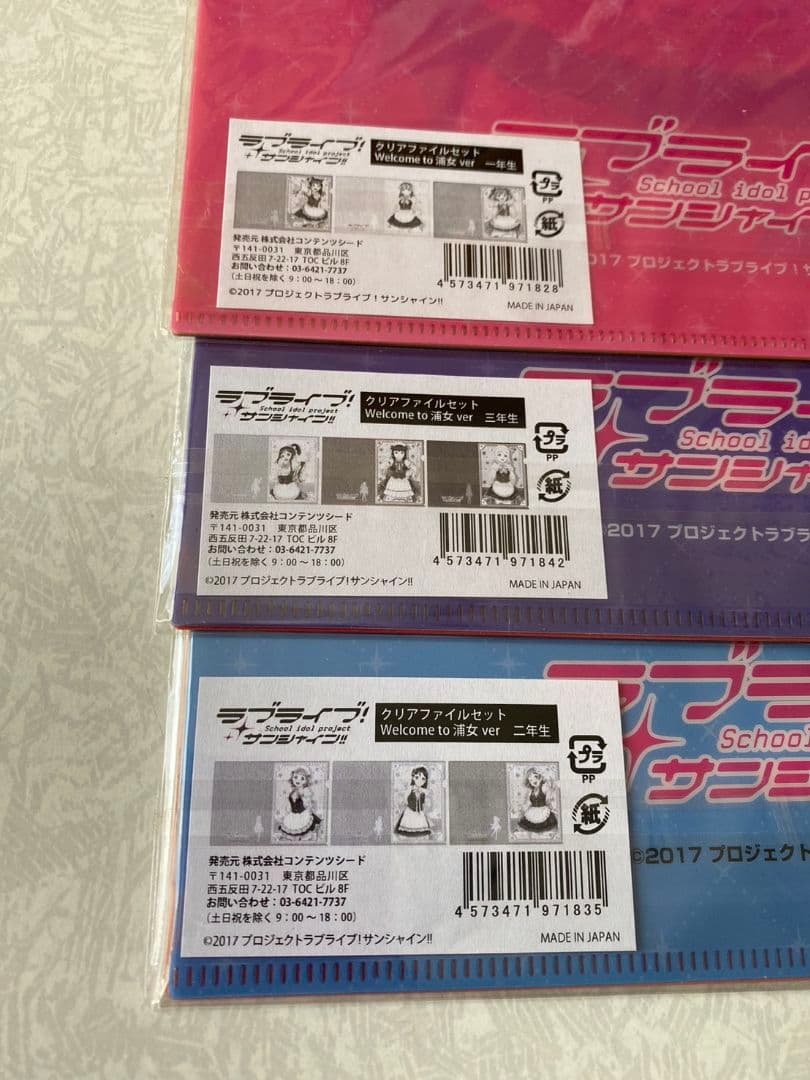 ラブライブ!
School idol project
サンシャイン!!
クリアファイルセット
Welcome to 浦女 ver 一年生
プラ
PP
紙
発売元 株式会社コンテンツシード
〒141-0031 東京都品川区
西五反田 7-22-17 TOC ビル 8F
お問い合わせ : 03-6421-7737
(土日祝を除く 9 : 00 ~ 18 : 00)
4 573471 971828
©2017 プロジェクトラブライブ!サンシャイン!!
MADE IN JAPAN
ラブライ
School idol pro
サンシャイン
2017 プロジェクトラブライブ!サ
ラブライブ!
School idol project
サンシャイン!!
クリアファイルセット
Welcome to 浦女 ver 三年生
プラ
PP
紙
発売元 株式会社コンテンツシード
〒141-0031 東京都品川区
西五反田 7-22-17 TOC ビル 8F
お問い合わせ : 03-6421-7737
(土日祝を除く 9 : 00 ~ 18 : 00)
4 573471 971842
©2017 プロジェクトラブライブ!サンシャイン!!
MADE IN JAPAN
ラブラ
School id
サンシャ
©2017 プロジェクトラブラ
ラブライブ!
School idol project
サンシャイン!!
クリアファイルセット
Welcome to 浦女 ver 二年生
プラ
PP
紙
発売元 株式会社コンテンツシード
〒141-0031 東京都品川区
西五反田 7-22-17 TOC ビル 8F
お問い合わせ : 03-6421-7737
(土日祝を除く 9 : 00 ~ 18 : 00)
4 573471 971835
©2017 プロジェクトラブライブ!サンシャイン!!
MADE IN JAPAN
ラブ
School
サンシ
©2017 プロジェクト